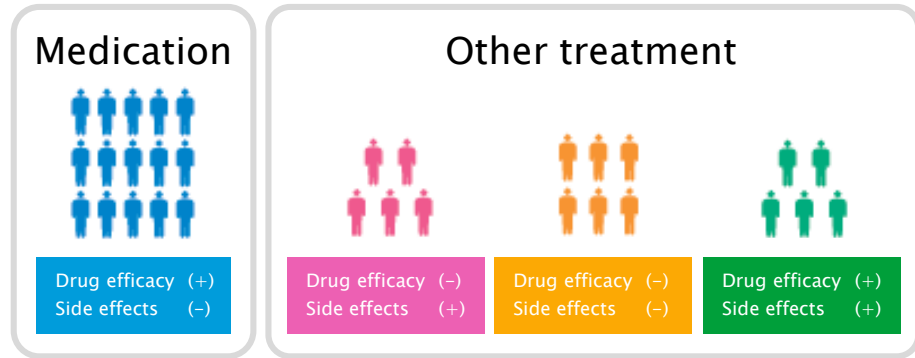 Medication
Other treatment
Drug efficacy (+)
Side effects (–)
Drug efficacy (–)
Side effects (+)
Drug efficacy (–)
Side effects (–)
Drug efficacy (+)
Side effects (+)